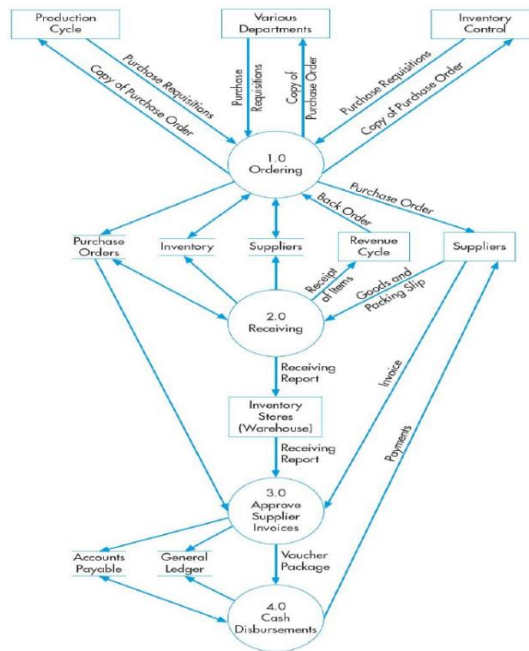 Production
Cycle
Various
Departments
Inventory
Control
Purchase Requisitions
Copy of Purchase Order
Purchase
Requisitions
Copy of
Purchase Order
Purchase Requisitions
Copy of Purchase Order
1.0
Ordering
Purchase Order
Back Order
Purchase
Orders
Inventory
Suppliers
Revenue
Cycle
Suppliers
Receipt
of Items
Goods and
Packing Slip
2.0
Receiving
Receiving
Report
Invoice
Inventory
Stores
(Warehouse)
Payments
Receiving
Report
3.0
Approve
Supplier
Invoices
Accounts
Payable
General
Ledger
Voucher
Package
4.0
Cash
Disbursements